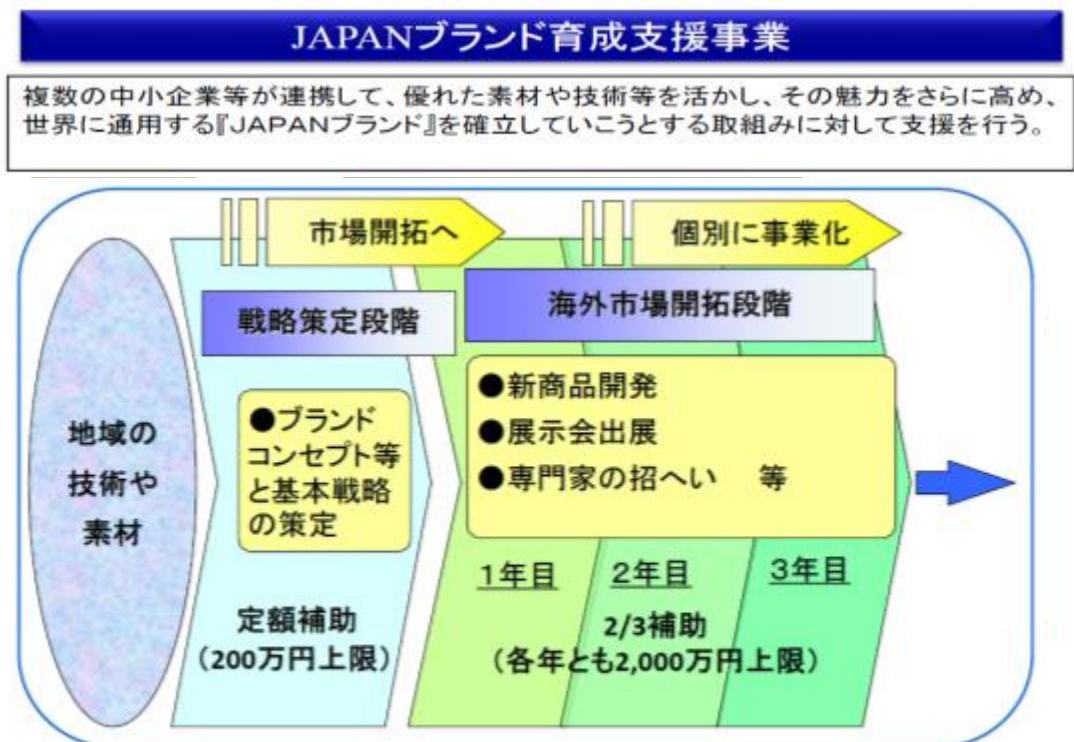 JAPANブランド育成支援事業
複数の中小企業等が連携して、優れた素材や技術等を活かし、その魅力をさらに高め、
世界に通用する『JAPANブランド』を確立していこうとする取組みに対して支援を行う。
市場開拓へ
個別に事業化
戦略策定段階
海外市場開拓段階
地域の
技術や
素材
●ブランド
コンセプト等
と基本戦略
の策定
●新商品開発
●展示会出展
●専門家の招へい 等
1年目
2年目
3年目
定額補助
（200万円上限）
2/3補助
（各年とも2,000万円上限）